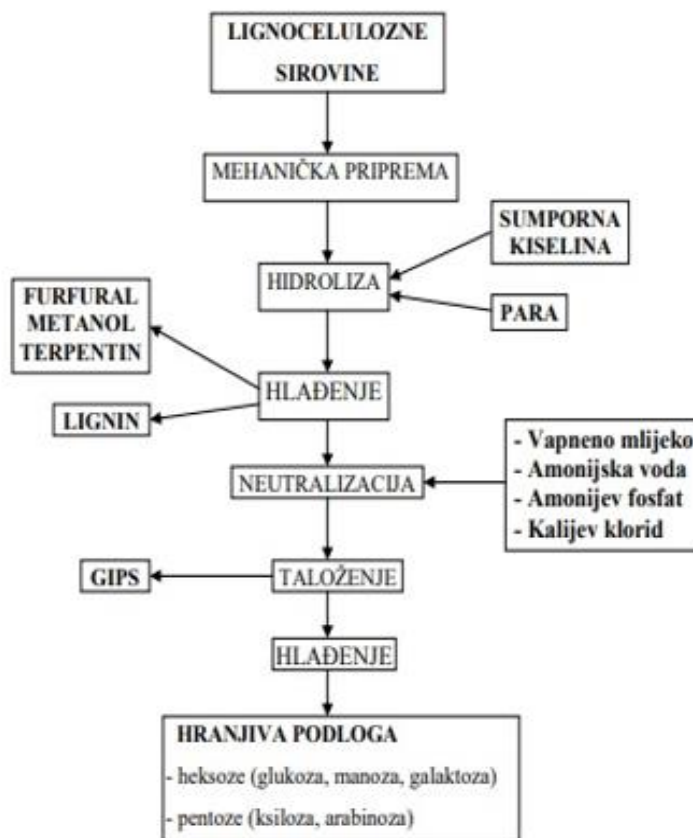 LIGNOCELULOZNE
SIROVINE
MEHANIČKA PRIPREMA
SUMPORNA
KISELINA
HIDROLIZA
PARA
FURFURAL
METANOL
TERPENTIN
HLAĐENJE
LIGNIN
- Vapneno mlijeko
- Amonijska voda
- Amonijev fosfat
- Kalijev klorid
NEUTRALIZACIJA
GIPS
TALOŽENJE
HLAĐENJE
HRANJIVA PODLOGA
- heksoze (glukoza, manoza, galaktoza)
- pentoze (ksiloza, arabinoza)